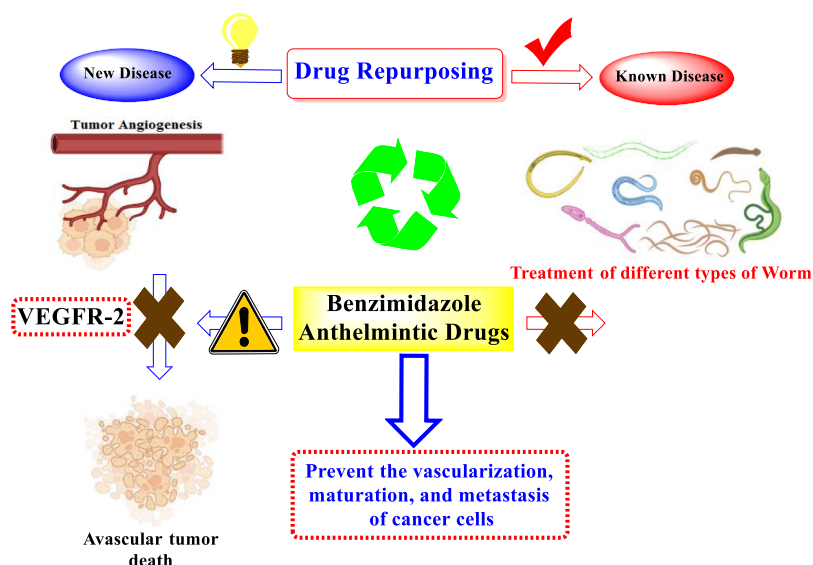 New Disease
Drug Repurposing
Known Disease
Tumor Angiogenesis
Treatment of different types of Worm
VEGFR-2
Benzimidazole
Anthelmintic Drugs
Prevent the vascularization,
maturation, and metastasis
of cancer cells
Avascular tumor
death